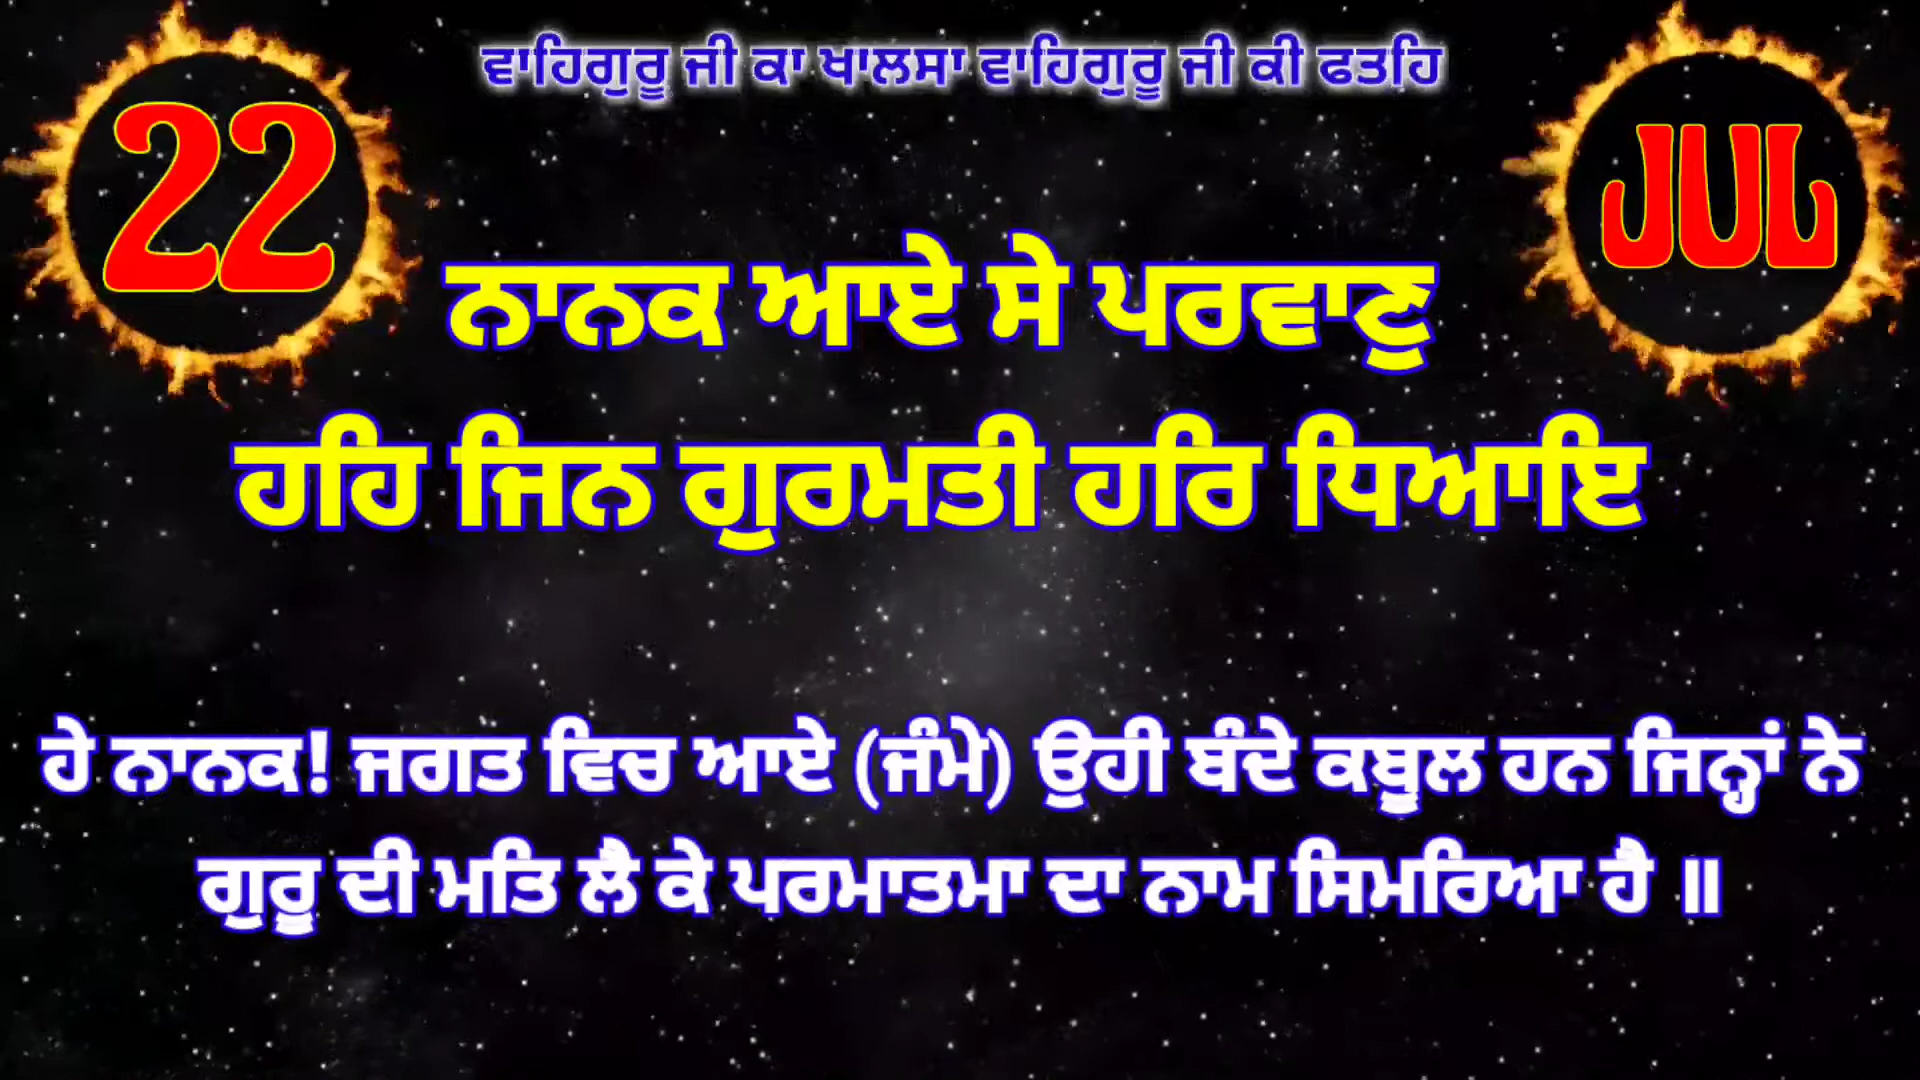 ਵਾਹਿਗੁਰੂ ਜੀ ਕਾ ਖਾਲਸਾ ਵਾਹਿਗੁਰੂ ਜੀ ਕੀ ਫਤਹਿ
22
JUL
ਨਾਨਕ ਆਏ ਸੇ ਪਰਵਾਣੁ
ਹਹਿ ਜਿਨ ਗੁਰਮਤੀ ਹਰਿ ਧਿਆਇ
ਹੇ ਨਾਨਕ! ਜਗਤ ਵਿਚ ਆਏ (ਜੰਮੇ) ਉਹੀ ਬੰਦੇ ਕਬੂਲ ਹਨ ਜਿਨ੍ਹਾਂ ਨੇ
ਗੁਰੂ ਦੀ ਮਤਿ ਲੈ ਕੇ ਪਰਮਾਤਮਾ ਦਾ ਨਾਮ ਸਿਮਰਿਆ ਹੈ ॥